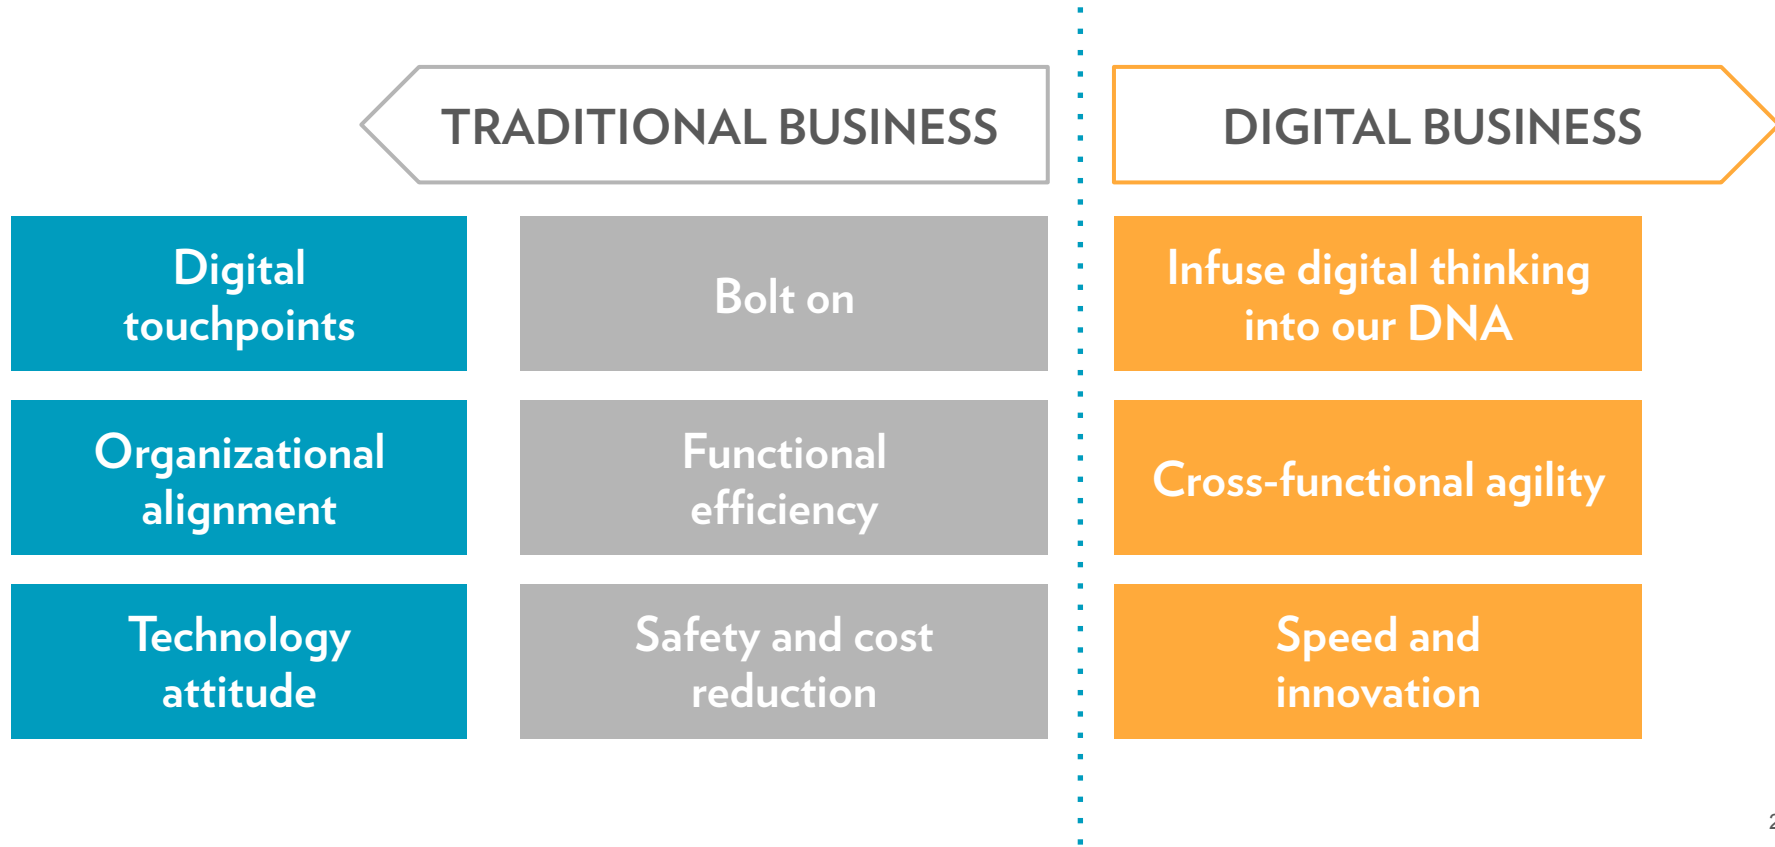 TRADITIONAL BUSINESS
DIGITAL BUSINESS
Digital
touchpoints
Bolt on
Infuse digital thinking
into our DNA
Organizational
alignment
Functional
efficiency
Cross-functional agility
Technology
attitude
Safety and cost
reduction
Speed and
innovation